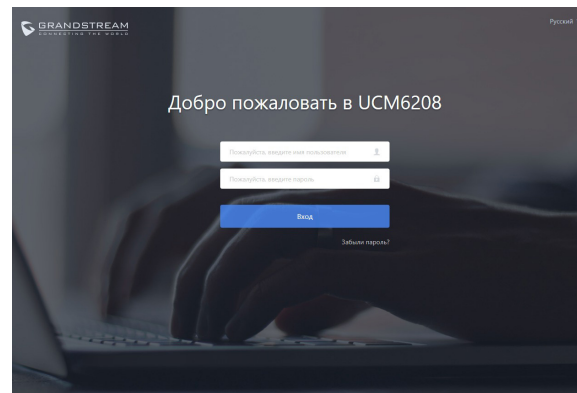 GRANDSTREAM
CONNECTING THE WORLD
Русский
Добро пожаловать в UCM6208
Пожалуйста, введите имя пользователя
Пожалуйста, введите пароль
Вход
Забыли пароль?